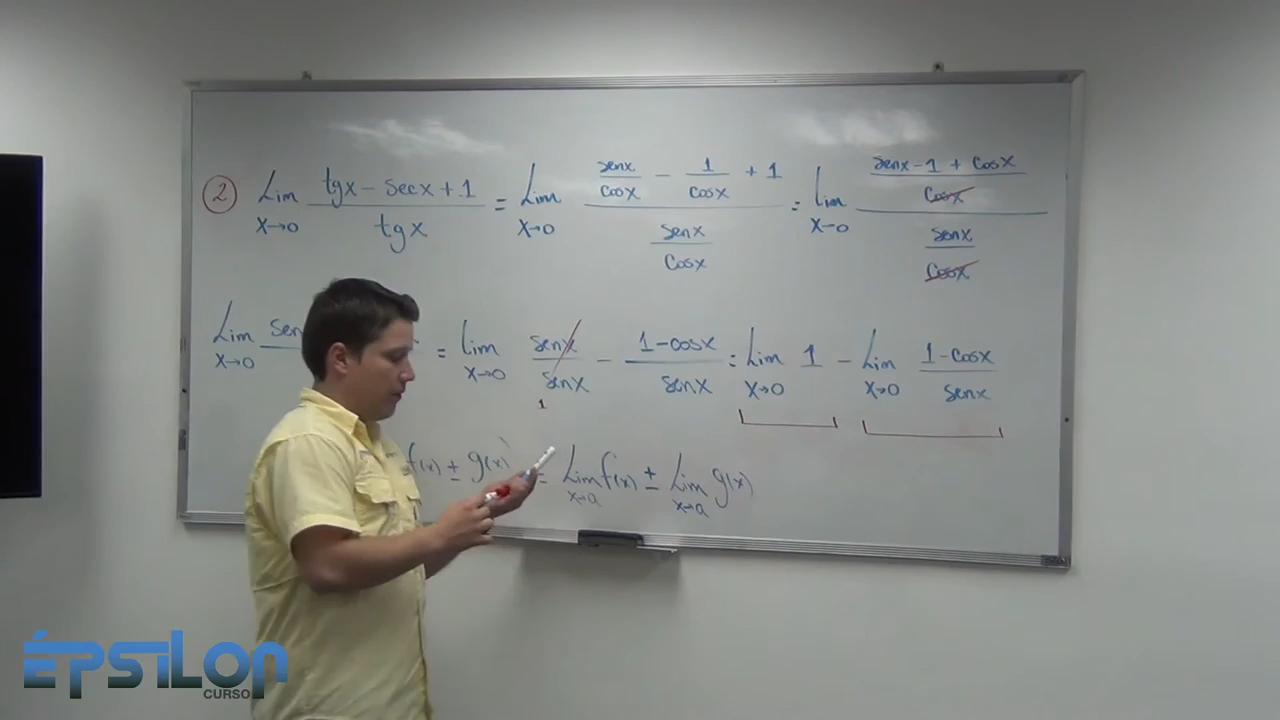 ② Lim x→0 (tgx - secx + 1)/(tgx) = Lim x→0 (senx/cosx - 1/cosx + 1)/(senx/cosx) = Lim x→0 ((senx - 1 + cosx)/cosx)/(senx/cosx)
Lim x→0 sen = Lim x→0 senx/senx - (1-cosx)/senx = Lim x→0 1 - Lim x→0 (1-cosx)/senx
1
f(x) ± g(x) = Lim x→a f(x) ± Lim x→a g(x)
ÉPSILON
CURSO